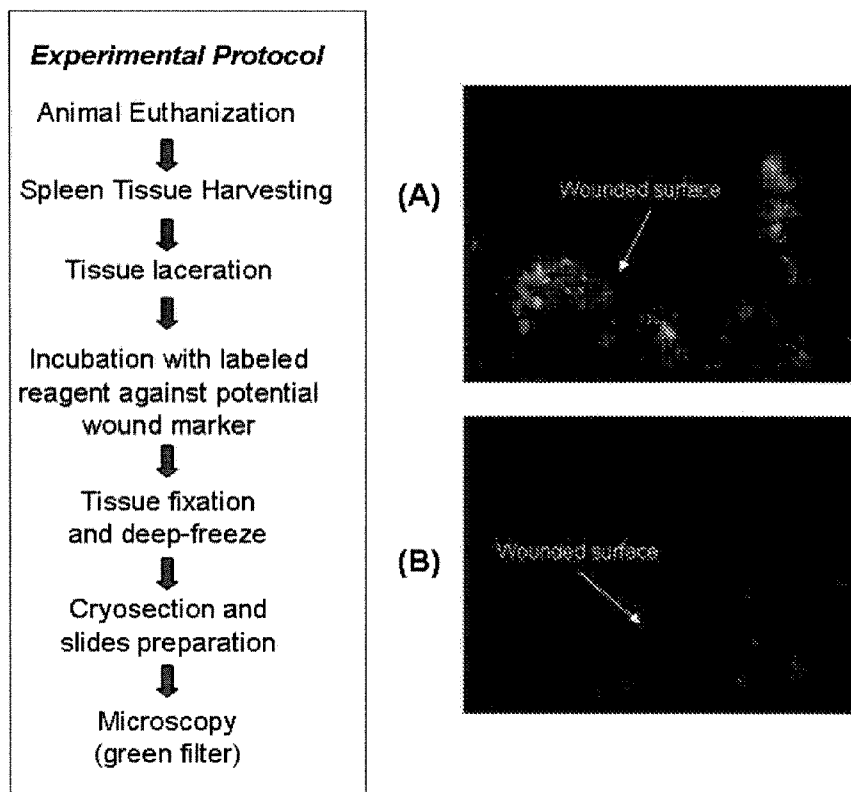 Experimental Protocol
Animal Euthanization
Spleen Tissue Harvesting
Tissue laceration
Incubation with labeled
reagent against potential
wound marker
Tissue fixation
and deep-freeze
Cryosection and
slides preparation
Microscopy
(green filter)
(A)
Wounded surface
(B)
Wounded surface